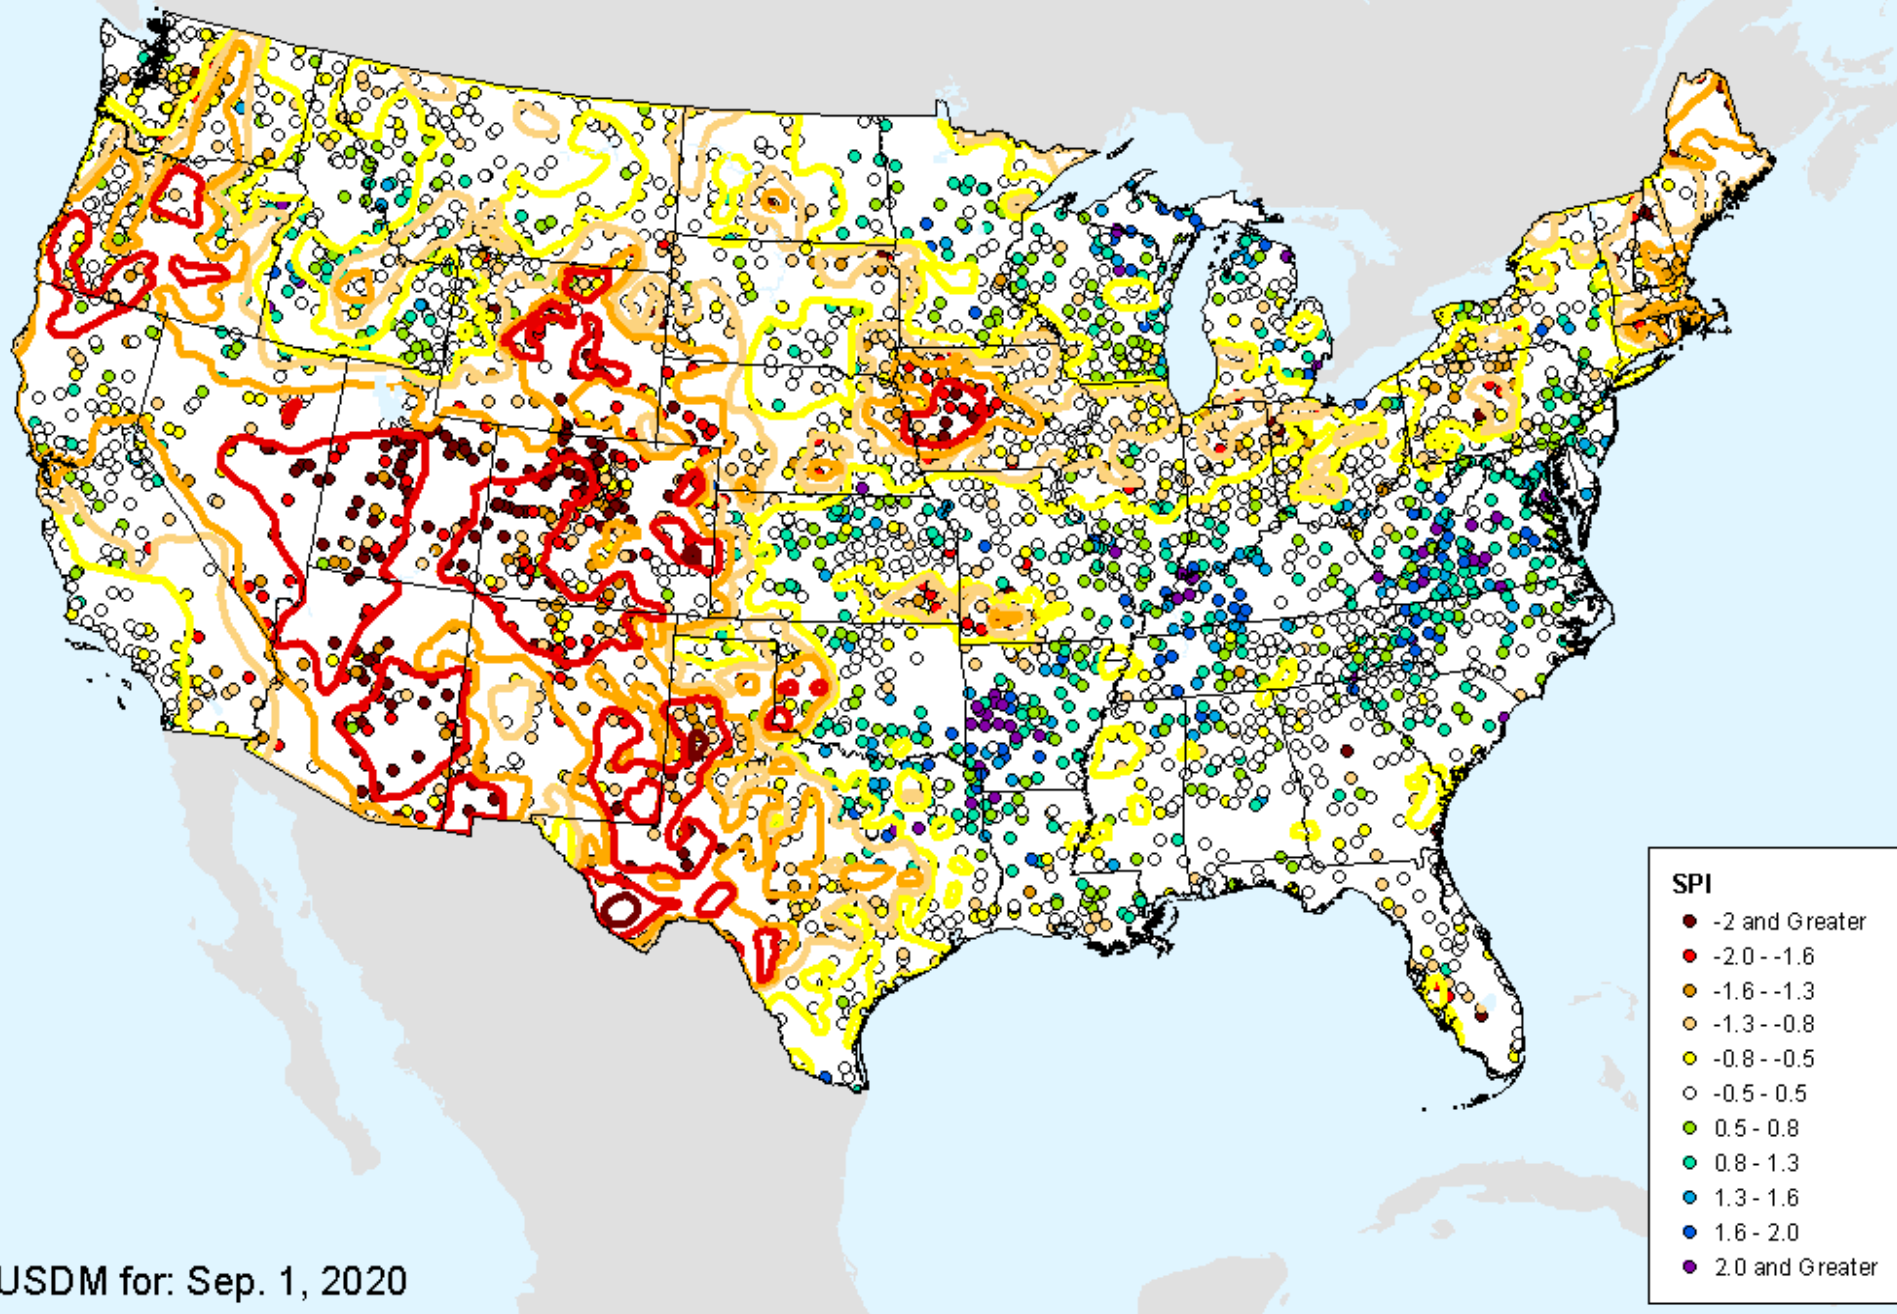 SPI
-2 and Greater
-2.0 - -1.6
-1.6 - -1.3
-1.3 - -0.8
-0.8 - -0.5
-0.5 - 0.5
0.5 - 0.8
0.8 - 1.3
1.3 - 1.6
1.6 - 2.0
2.0 and Greater
USDM for: Sep. 1, 2020